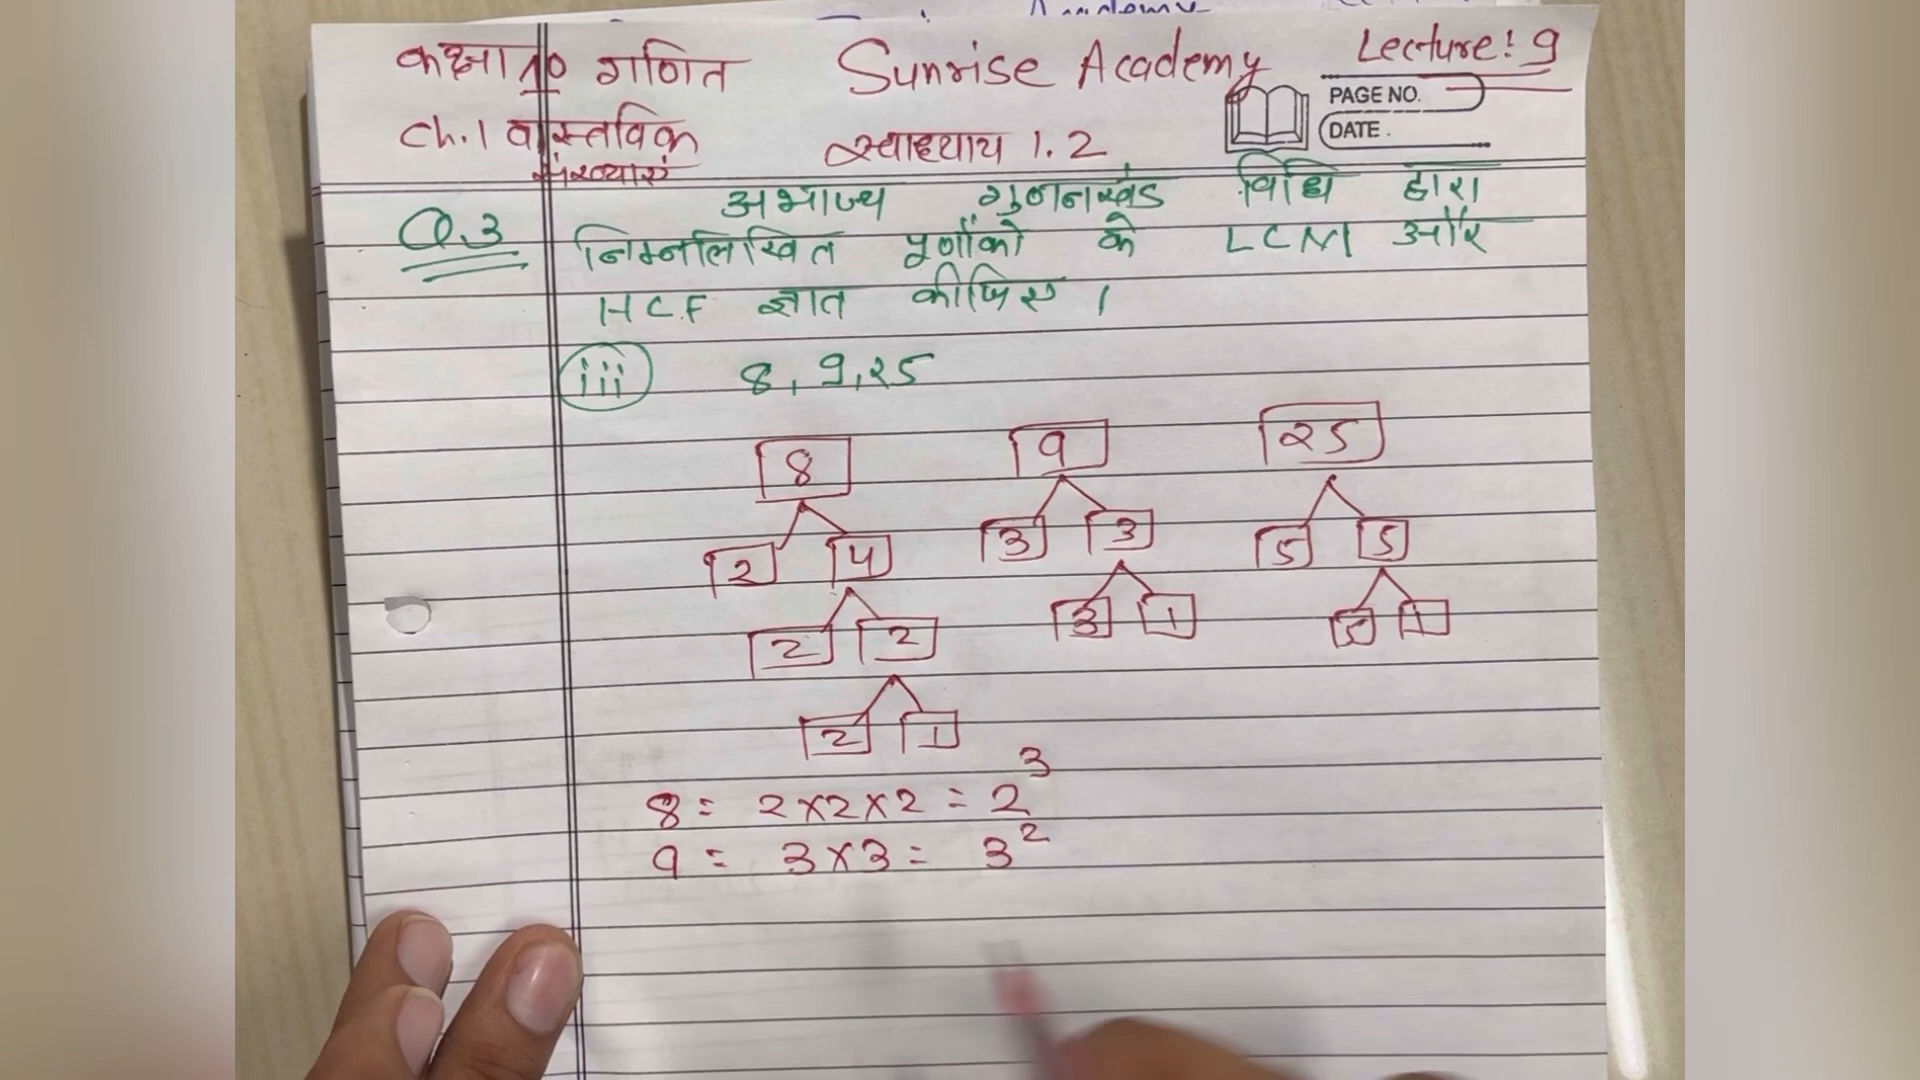 कक्षा 10 गणित Sunrise Academy Lecture: 9
PAGE NO.
DATE.
Ch.1 वास्तविक स्वाध्याय 1.2
संख्याएं
Q.3 अभाज्य गुणनखंड विधि द्वारा
निम्नलिखित पूर्णांको के LCM और
HCF ज्ञात कीजिए ।
iii 8, 9, 25
8 9 25
2 4 3 3 5 5
2 2 3 1 5 1
2 1
8 = 2×2×2 = 2³
9 = 3×3 = 3²